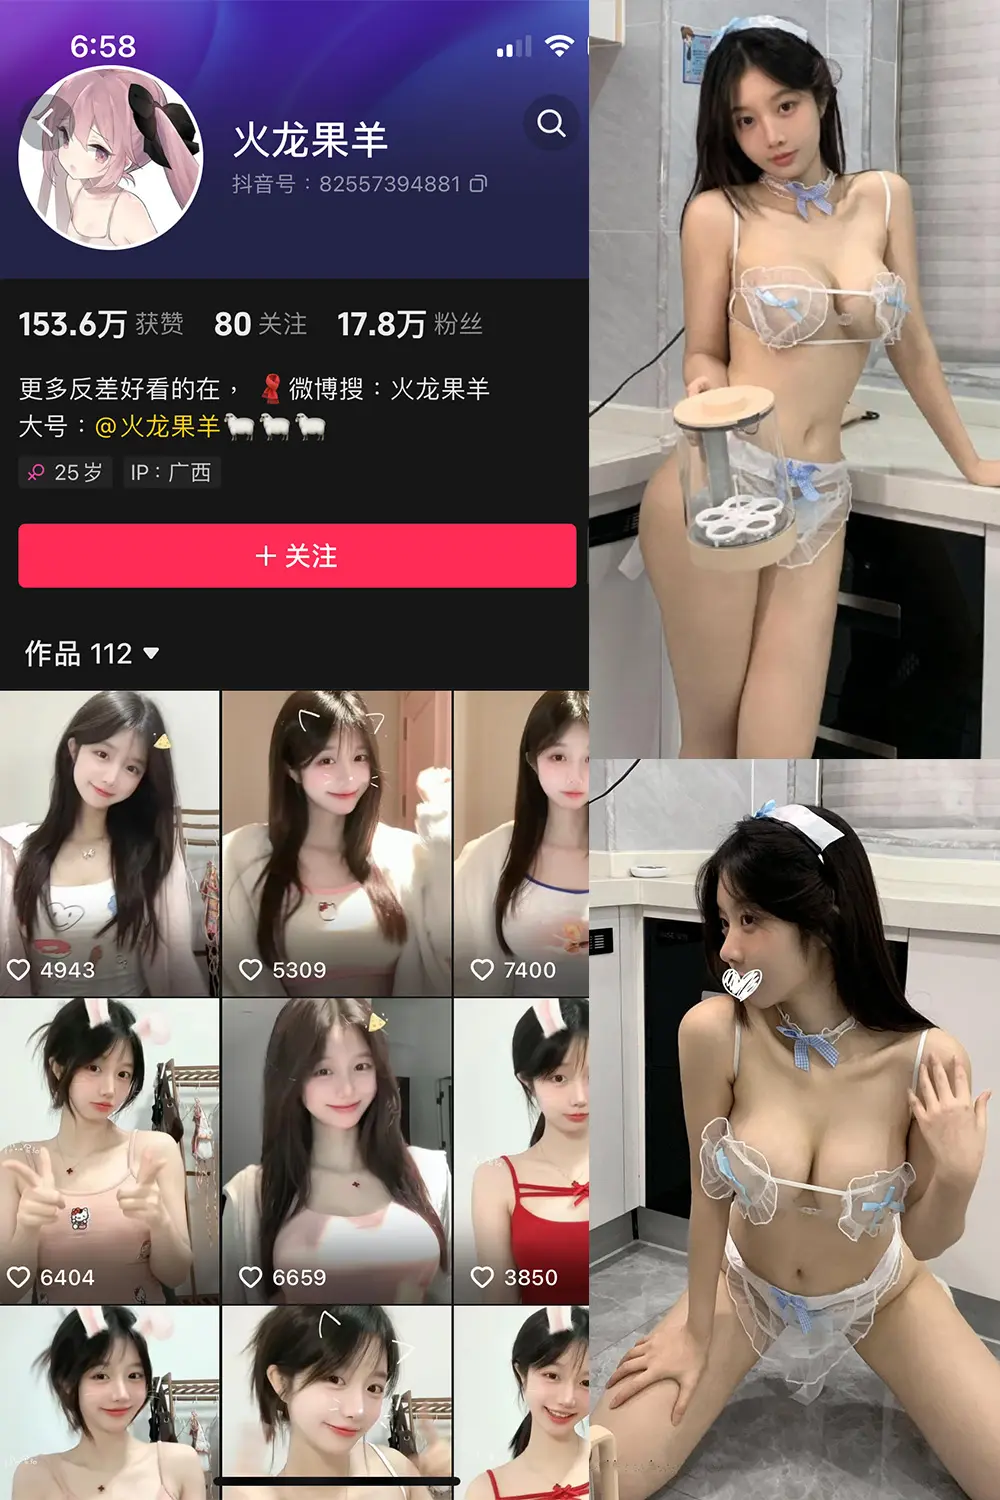 6:58
火龙果羊
抖音号：82557394881
153.6万 获赞 80 关注 17.8万 粉丝
更多反差好看的在， 🧣微博搜：火龙果羊
大号：@火龙果羊🐑🐑🐑
25岁 IP：广西
+ 关注
作品 112
4943
5309
7400
6404
6659
3850